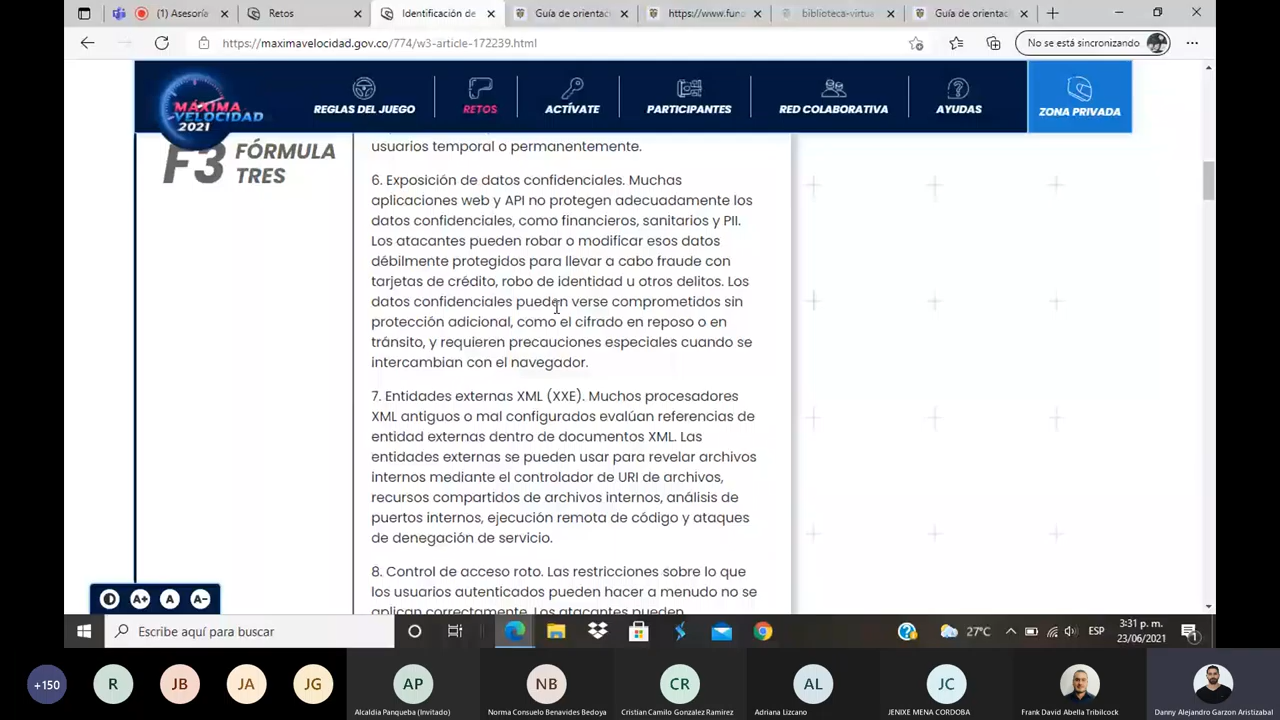 (1) Asesoría
Retos
Identificación de
Guía de orientac
https://www.func
biblioteca-virtua
Guía de orientac
https://maximavelocidad.gov.co/774/w3-article-172239.html
No se está sincronizando
MÁXIMA
VELOCIDAD
2021
REGLAS DEL JUEGO
RETOS
ACTÍVATE
PARTICIPANTES
RED COLABORATIVA
AYUDAS
ZONA PRIVADA
F3 FÓRMULA
TRES
usuarios temporal o permanentemente.
6. Exposición de datos confidenciales. Muchas
aplicaciones web y API no protegen adecuadamente los
datos confidenciales, como financieros, sanitarios y PII.
Los atacantes pueden robar o modificar esos datos
débilmente protegidos para llevar a cabo fraude con
tarjetas de crédito, robo de identidad u otros delitos. Los
datos confidenciales pueden verse comprometidos sin
protección adicional, como el cifrado en reposo o en
tránsito, y requieren precauciones especiales cuando se
intercambian con el navegador.
7. Entidades externas XML (XXE). Muchos procesadores
XML antiguos o mal configurados evalúan referencias de
entidad externas dentro de documentos XML. Las
entidades externas se pueden usar para revelar archivos
internos mediante el controlador de URI de archivos,
recursos compartidos de archivos internos, análisis de
puertos internos, ejecución remota de código y ataques
de denegación de servicio.
8. Control de acceso roto. Las restricciones sobre lo que
los usuarios autenticados pueden hacer a menudo no se
aplican correctamente. Los atacantes pueden
A+ A A-
Escribe aquí para buscar
27°C
ESP
3:31 p. m.
23/06/2021
1
+150
R
JB
JA
JG
AP
NB
CR
AL
JC
Alcaldia Panqueba (Invitado)
Norma Consuelo Benavides Bedoya
Cristian Camilo Gonzalez Ramirez
Adriana Lizcano
JENIXE MENA CORDOBA
Frank David Abella Tribilcock
Danny Alejandro Garzon Aristizabal